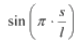 sin ( π · s/l )